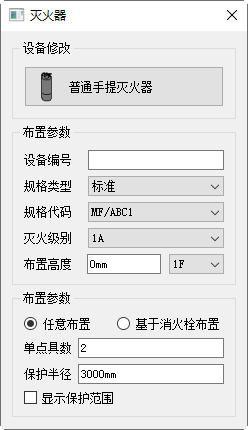 灭火器
设备修改
普通手提灭火器
布置参数
设备编号
规格类型 标准
规格代码 MF/ABC1
灭火级别 1A
布置高度 0mm 1F
布置参数
任意布置 基于消火栓布置
单点具数 2
保护半径 3000mm
显示保护范围